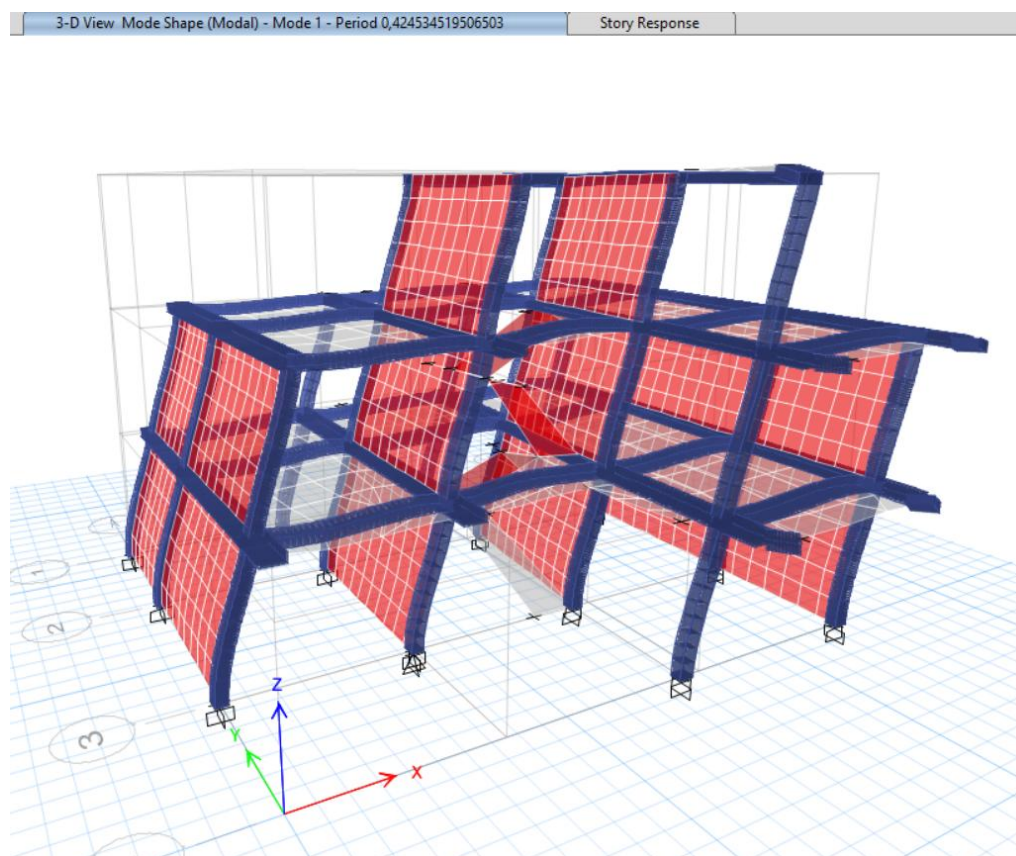 3-D View Mode Shape (Modal) - Mode 1 - Period 0,424534519506503
Story Response
1
2
3
Z
Y
X